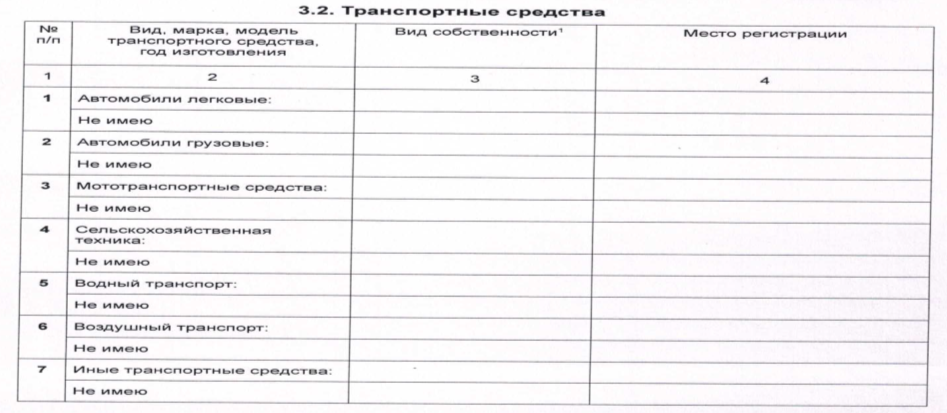 3.2. Транспортные средства
№ п/п
Вид, марка, модель транспортного средства, год изготовления
Вид собственности¹
Место регистрации
1 2 3 4
1 Автомобили легковые:
Не имею
2 Автомобили грузовые:
Не имею
3 Мототранспортные средства:
Не имею
4 Сельскохозяйственная
техника:
Не имею
5 Водный транспорт:
Не имею
6 Воздушный транспорт:
Не имею
7 Иные транспортные средства:
Не имею